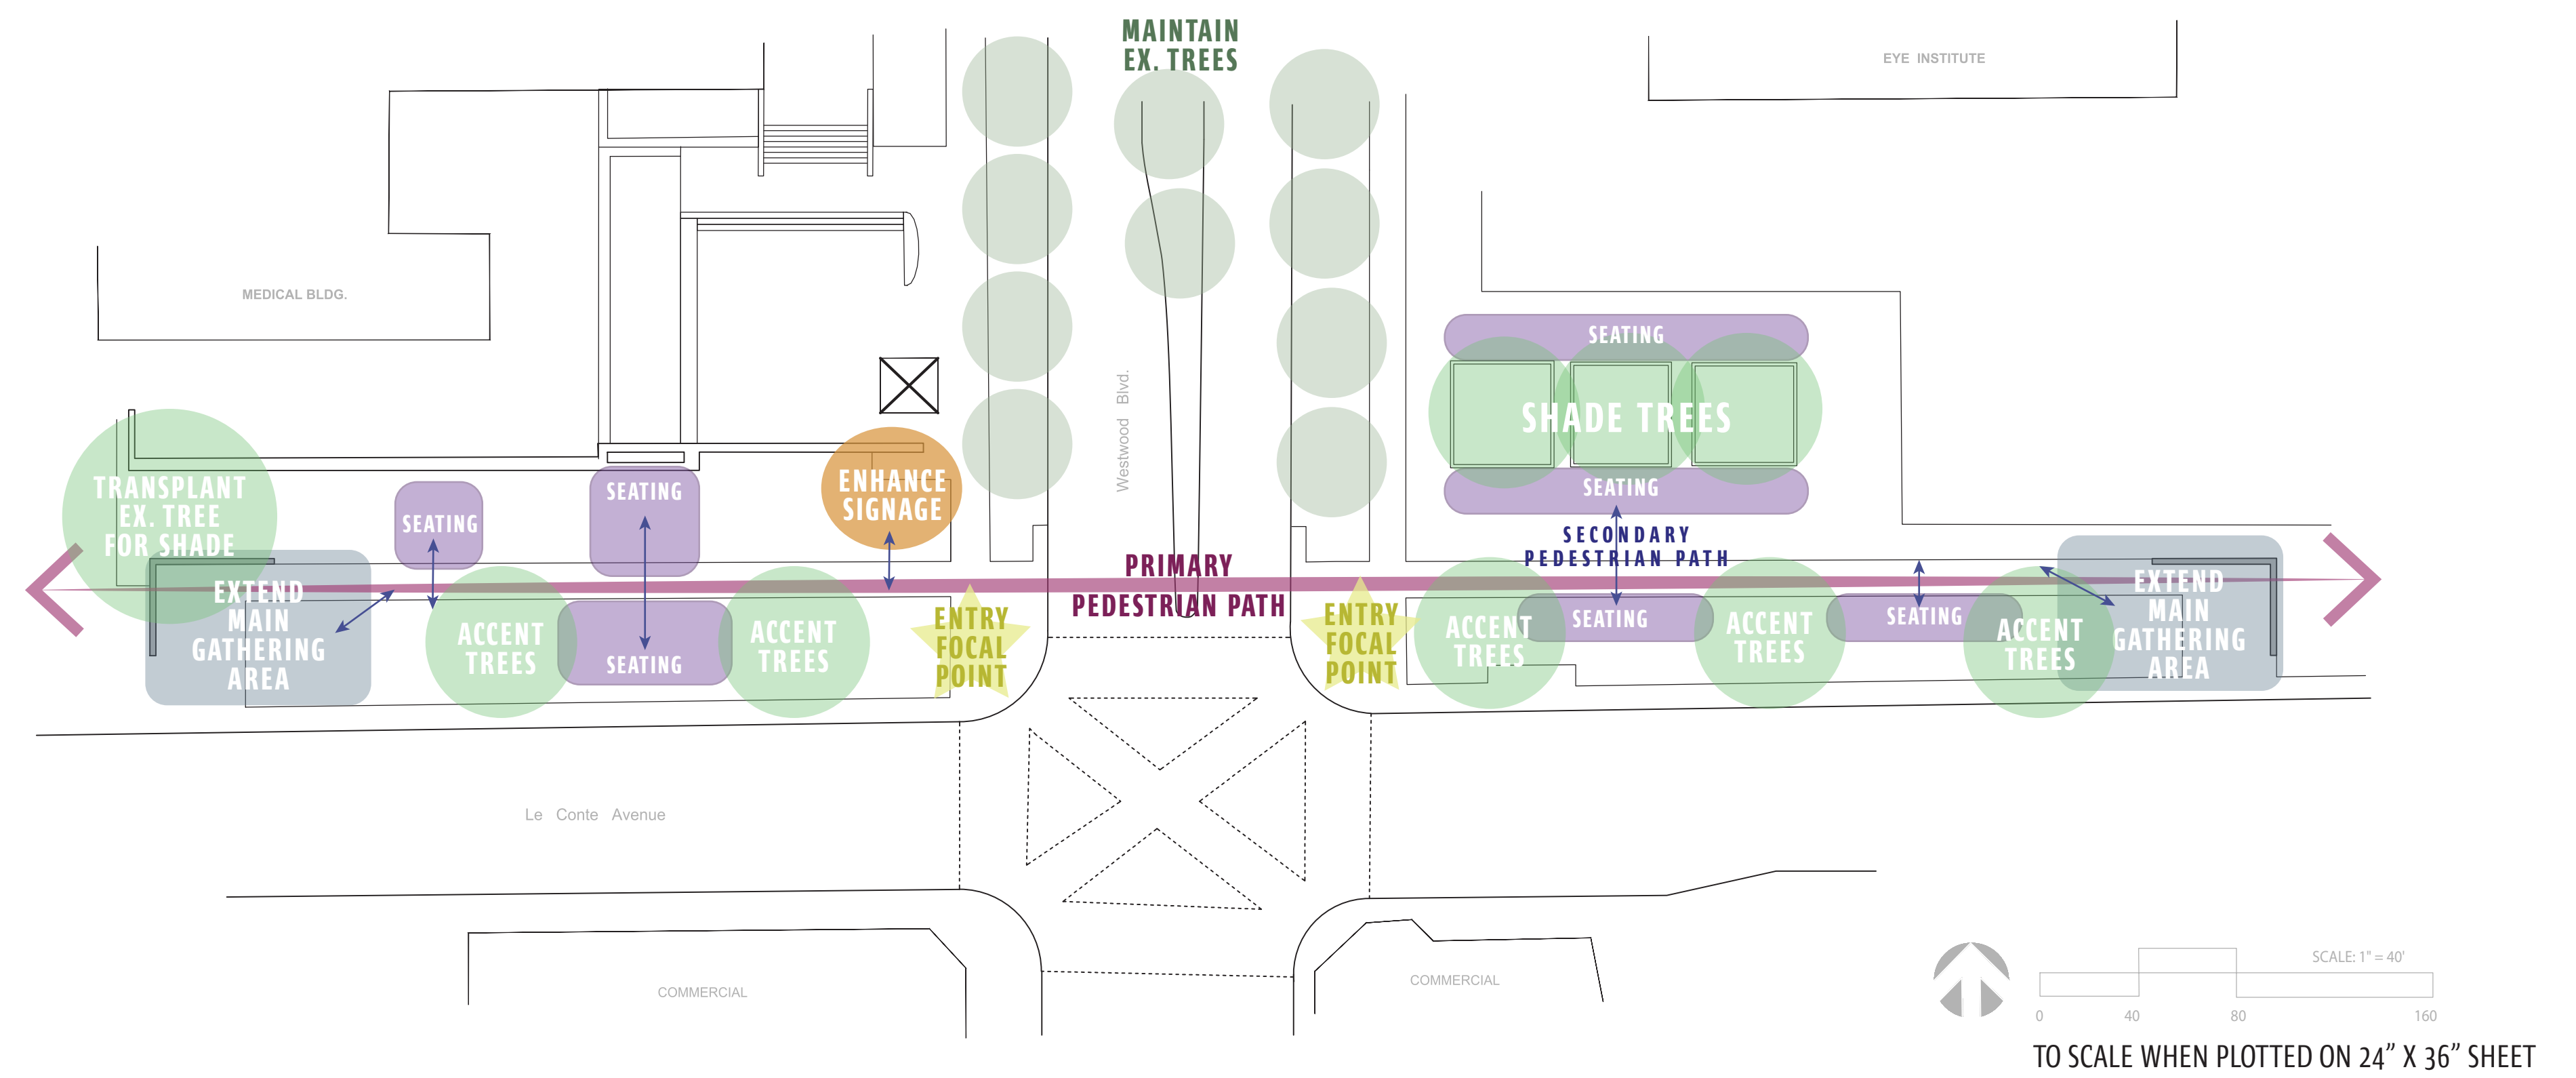 MAINTAIN
EX. TREES
EYE INSTITUTE
MEDICAL BLDG.
Westwood Blvd.
SEATING
SHADE TREES
SEATING
TRANSPLANT
EX. TREE
FOR SHADE
SEATING
SEATING
ENHANCE
SIGNAGE
SECONDARY
PEDESTRIAN PATH
PRIMARY
PEDESTRIAN PATH
EXTEND
MAIN
GATHERING
AREA
ACCENT
TREES
SEATING
ACCENT
TREES
ENTRY
FOCAL
POINT
ENTRY
FOCAL
POINT
ACCENT
TREES
SEATING
ACCENT
TREES
SEATING
ACCENT
TREES
EXTEND
MAIN
GATHERING
AREA
Le Conte Avenue
COMMERCIAL
COMMERCIAL
SCALE: 1" = 40'
0 40 80 160
TO SCALE WHEN PLOTTED ON 24” X 36” SHEET